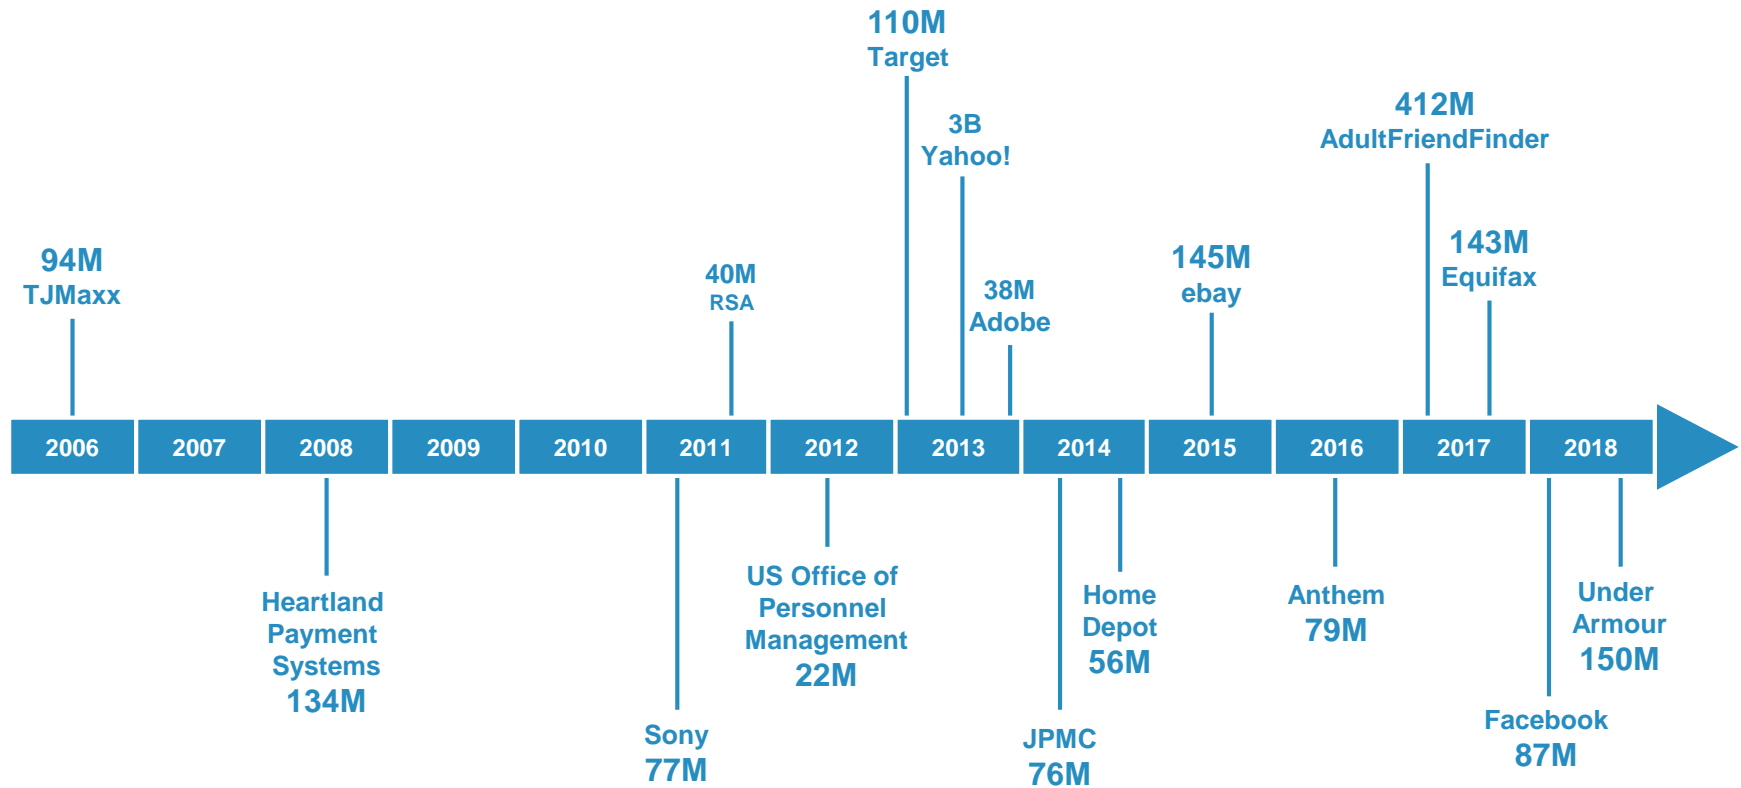 110M
Target
3B
Yahoo!
412M
AdultFriendFinder
94M
TJMaxx
40M
RSA
38M
Adobe
145M
ebay
143M
Equifax
2006 2007 2008 2009 2010 2011 2012 2013 2014 2015 2016 2017 2018
Heartland
Payment
Systems
134M
Sony
77M
US Office of
Personnel
Management
22M
JPMC
76M
Home
Depot
56M
Anthem
79M
Facebook
87M
Under
Armour
150M